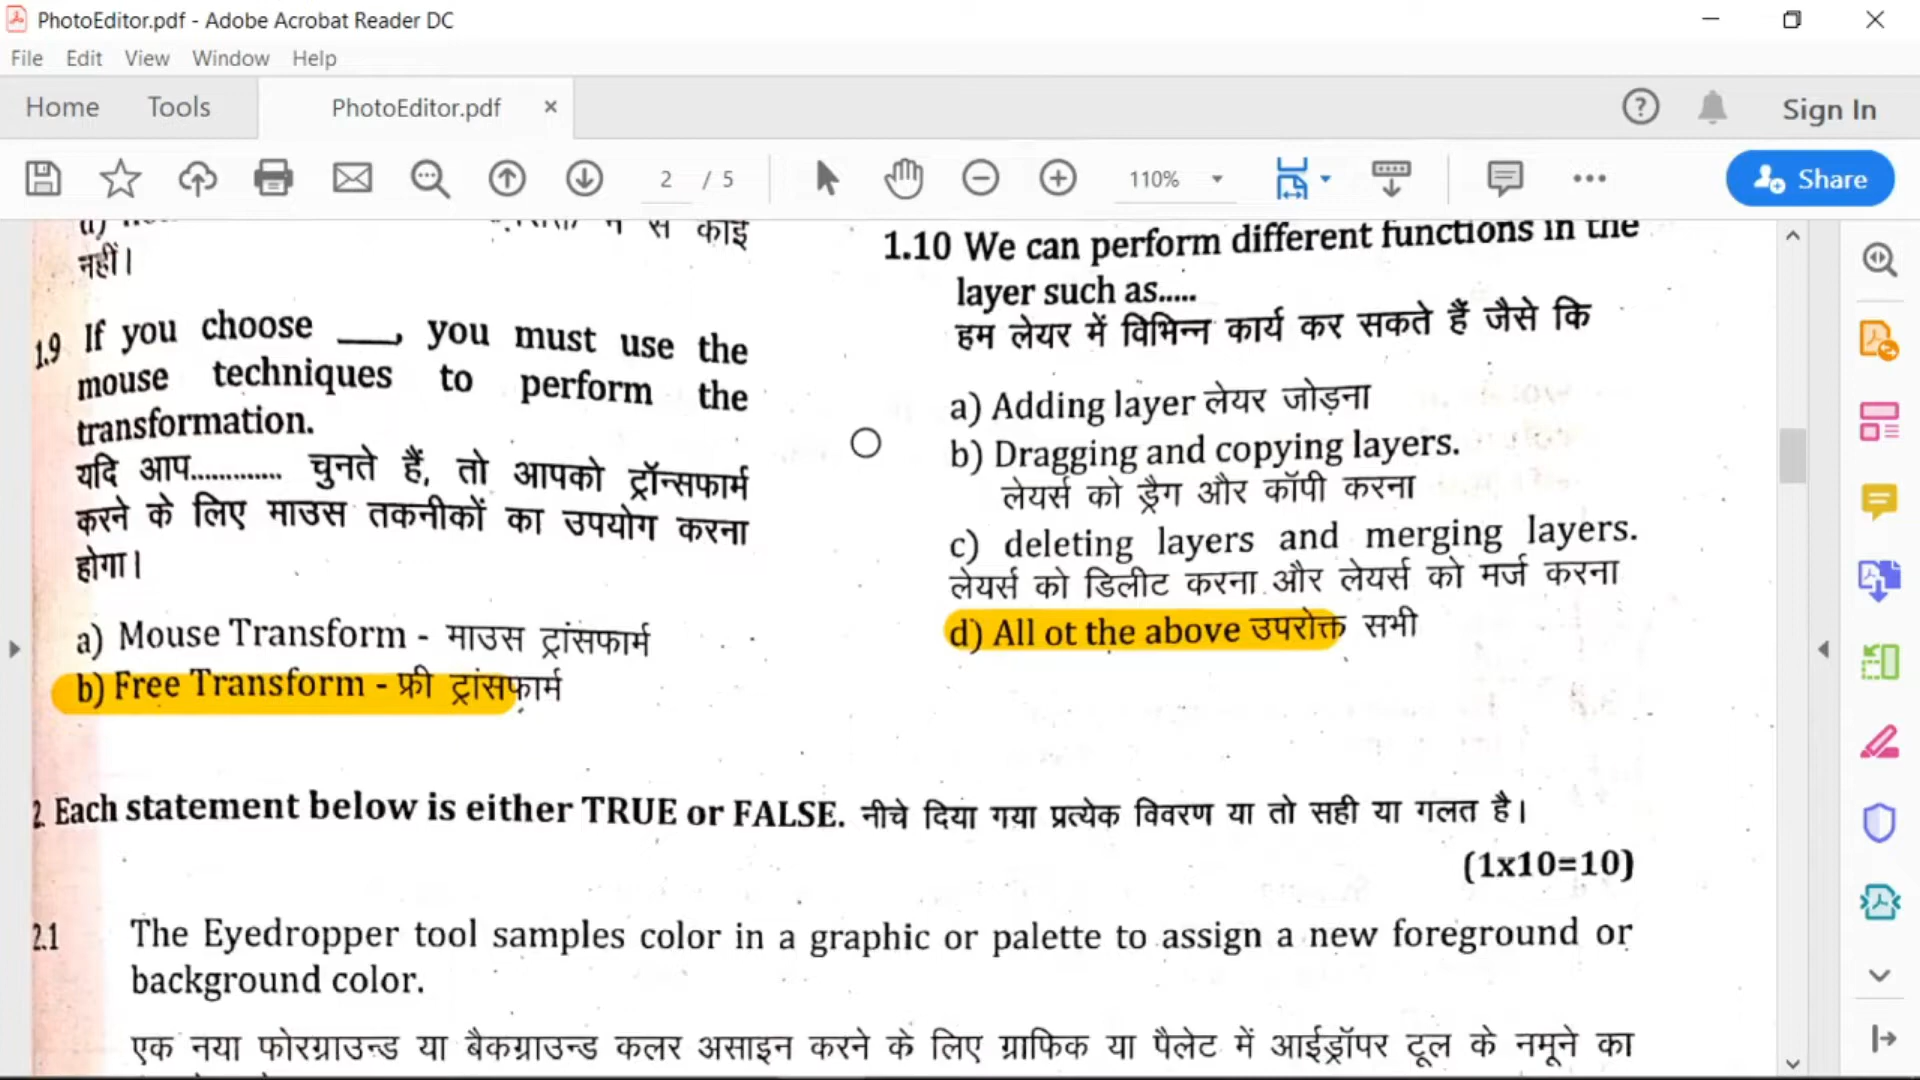 PhotoEditor.pdf - Adobe Acrobat Reader DC
File Edit View Window Help
Home Tools PhotoEditor.pdf × Sign In
2 / 5 110% Share
नहीं।
1.9 If you choose ___, you must use the
mouse techniques to perform the
transformation.
यदि आप............ चुनते हैं, तो आपको ट्रॉन्सफार्म
करने के लिए माउस तकनीकों का उपयोग करना
होगा।
a) Mouse Transform - माउस ट्रांसफार्म
b) Free Transform - फ्री ट्रांसफार्म
1.10 We can perform different functions in the
layer such as.....
हम लेयर में विभिन्न कार्य कर सकते हैं जैसे कि
a) Adding layer लेयर जोड़ना
b) Dragging and copying layers.
लेयर्स को ड्रैग और कॉपी करना
c) deleting layers and merging layers.
लेयर्स को डिलीट करना और लेयर्स को मर्ज करना
d) All ot the above उपरोक्त सभी
2. Each statement below is either TRUE or FALSE. नीचे दिया गया प्रत्येक विवरण या तो सही या गलत है।
(1x10=10)
2.1 The Eyedropper tool samples color in a graphic or palette to assign a new foreground or
background color.
एक नया फोरग्राउन्ड या बैकग्राउन्ड कलर असाइन करने के लिए ग्राफिक या पैलेट में आईड्रॉपर टूल के नमूने का